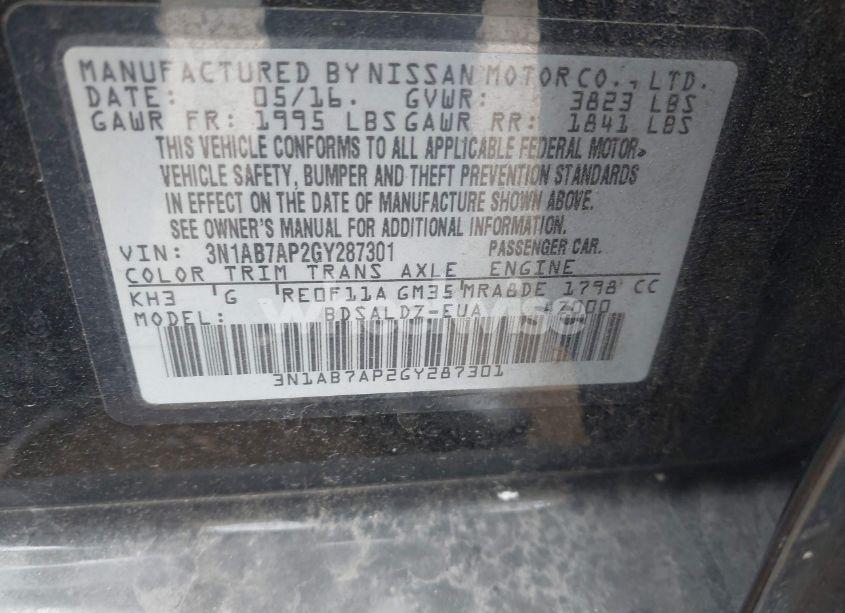 MANUFACTURED BY NISSAN MOTOR CO., LTD.
DATE: 05/16. GVWR: 3823 LBS
GAWR FR: 1995 LBS GAWR RR: 1841 LBS
THIS VEHICLE CONFORMS TO ALL APPLICABLE FEDERAL MOTOR
VEHICLE SAFETY, BUMPER AND THEFT PREVENTION STANDARDS
IN EFFECT ON THE DATE OF MANUFACTURE SHOWN ABOVE.
SEE OWNER'S MANUAL FOR ADDITIONAL INFORMATION.
VIN: 3N1AB7AP2GY287301 PASSENGER CAR.
COLOR TRIM TRANS AXLE ENGINE
KH3 G RE0F11A GM35 MRA8DE 1798 CC
MODEL: BDSALDZ-EUA
3N1AB7AP2GY287301